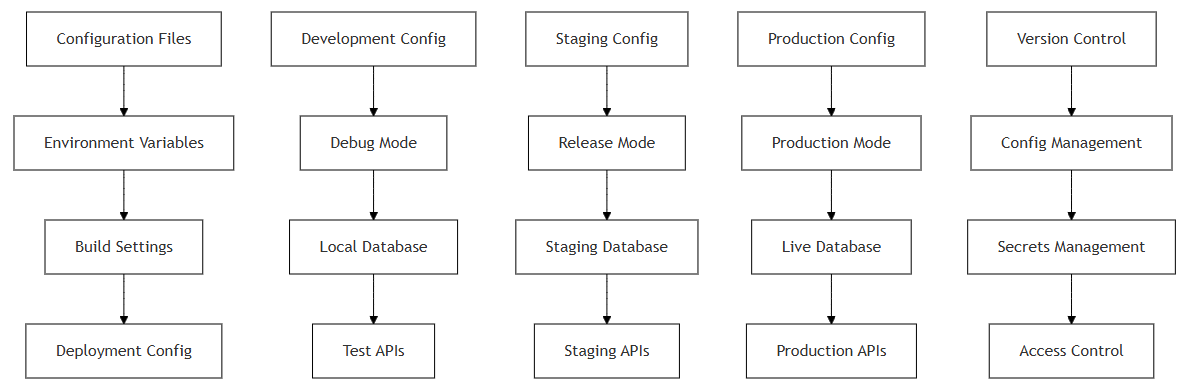 Configuration Files
Development Config
Staging Config
Production Config
Version Control
Environment Variables
Debug Mode
Release Mode
Production Mode
Config Management
Build Settings
Local Database
Staging Database
Live Database
Secrets Management
Deployment Config
Test APIs
Staging APIs
Production APIs
Access Control